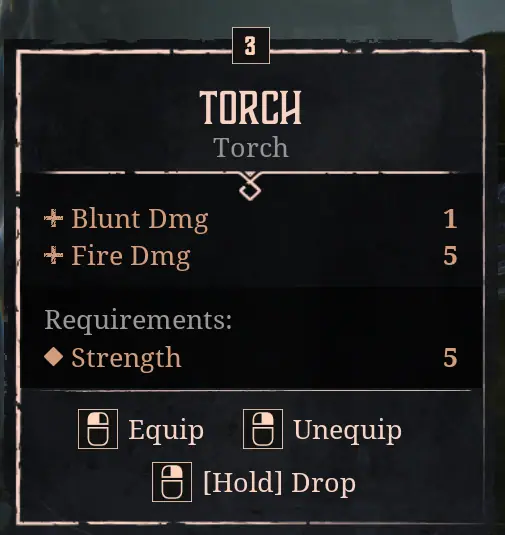 3
TORCH
Torch
Blunt Dmg 1
Fire Dmg 5
Requirements:
Strength 5
Equip Unequip
[Hold] Drop